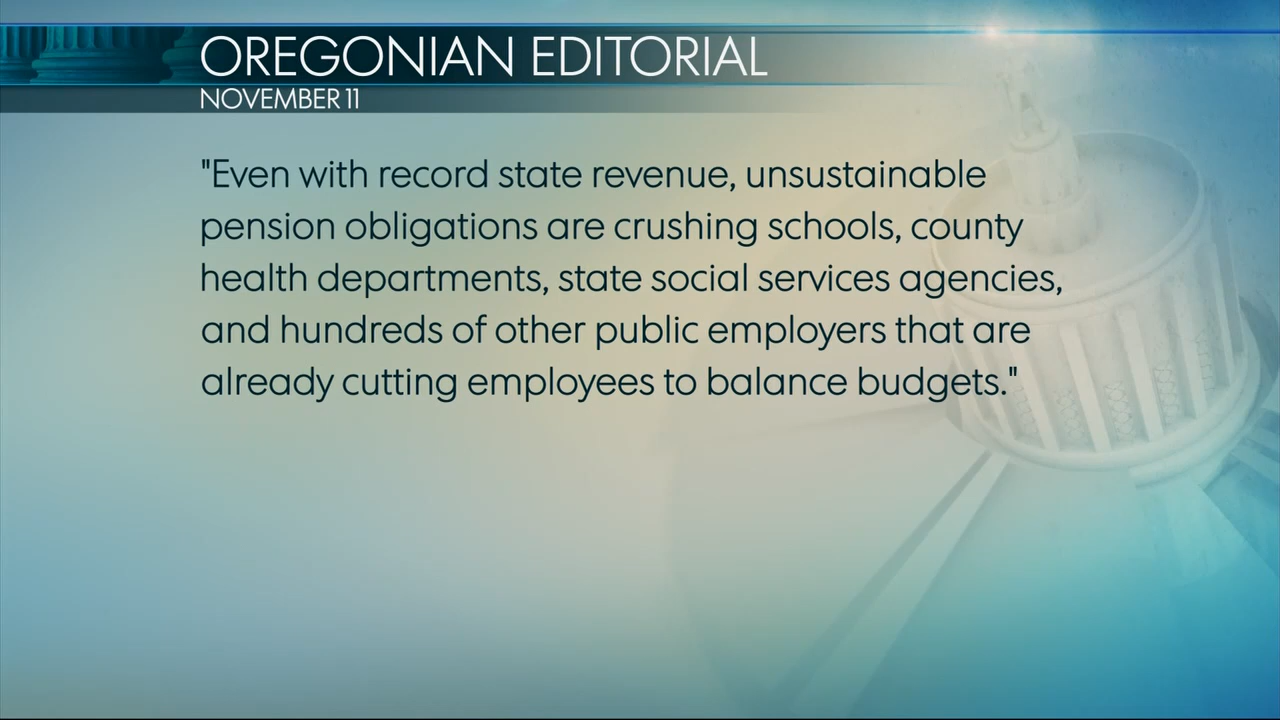 OREGONIAN EDITORIAL
NOVEMBER 11
"Even with record state revenue, unsustainable
pension obligations are crushing schools, county
health departments, state social services agencies,
and hundreds of other public employers that are
already cutting employees to balance budgets."